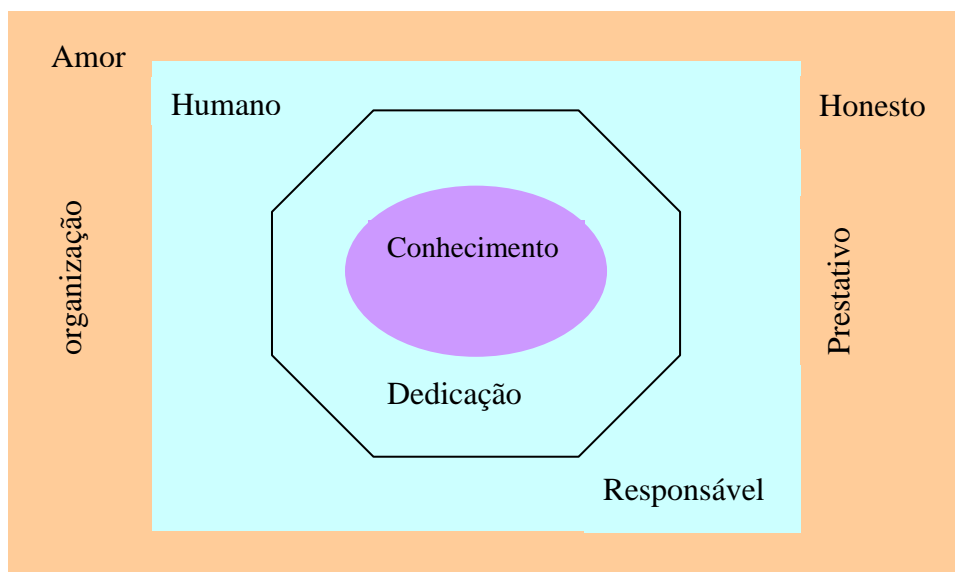 Amor
Humano
Honesto
organização
Conhecimento
Prestativo
Dedicação
Responsável